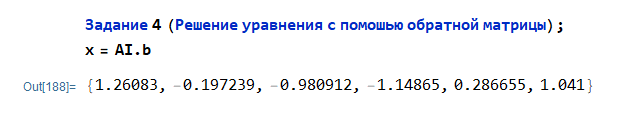 Задание 4 (Решение уравнения с помошью обратной матрицы);
x = AI.b
Out[188]= {1.26083, -0.197239, -0.980912, -1.14865, 0.286655, 1.041}